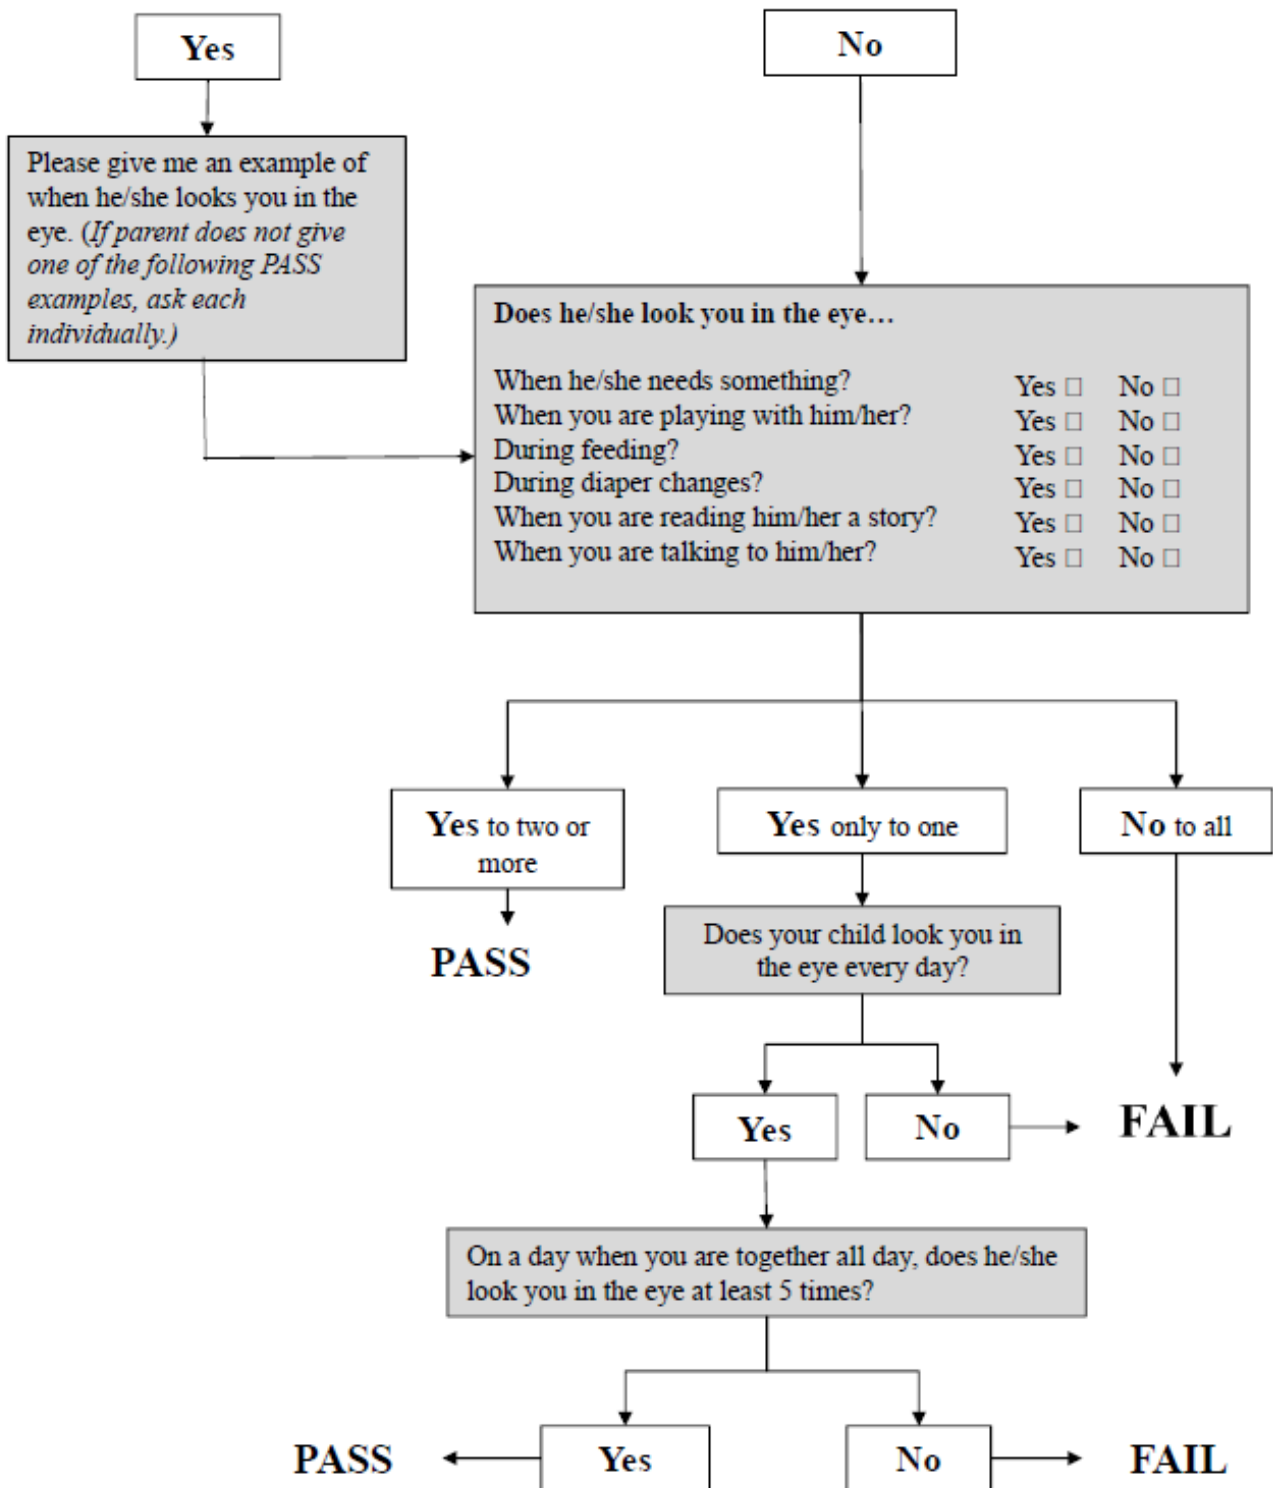 Yes
No
Please give me an example of
when he/she looks you in the
eye. (If parent does not give
one of the following PASS
examples, ask each
individually.)
Does he/she look you in the eye…
When he/she needs something? Yes □ No □
When you are playing with him/her? Yes □ No □
During feeding? Yes □ No □
During diaper changes? Yes □ No □
When you are reading him/her a story? Yes □ No □
When you are talking to him/her? Yes □ No □
Yes to two or
more
Yes only to one
No to all
PASS
Does your child look you in
the eye every day?
Yes
No
FAIL
On a day when you are together all day, does he/she
look you in the eye at least 5 times?
PASS
Yes
No
FAIL